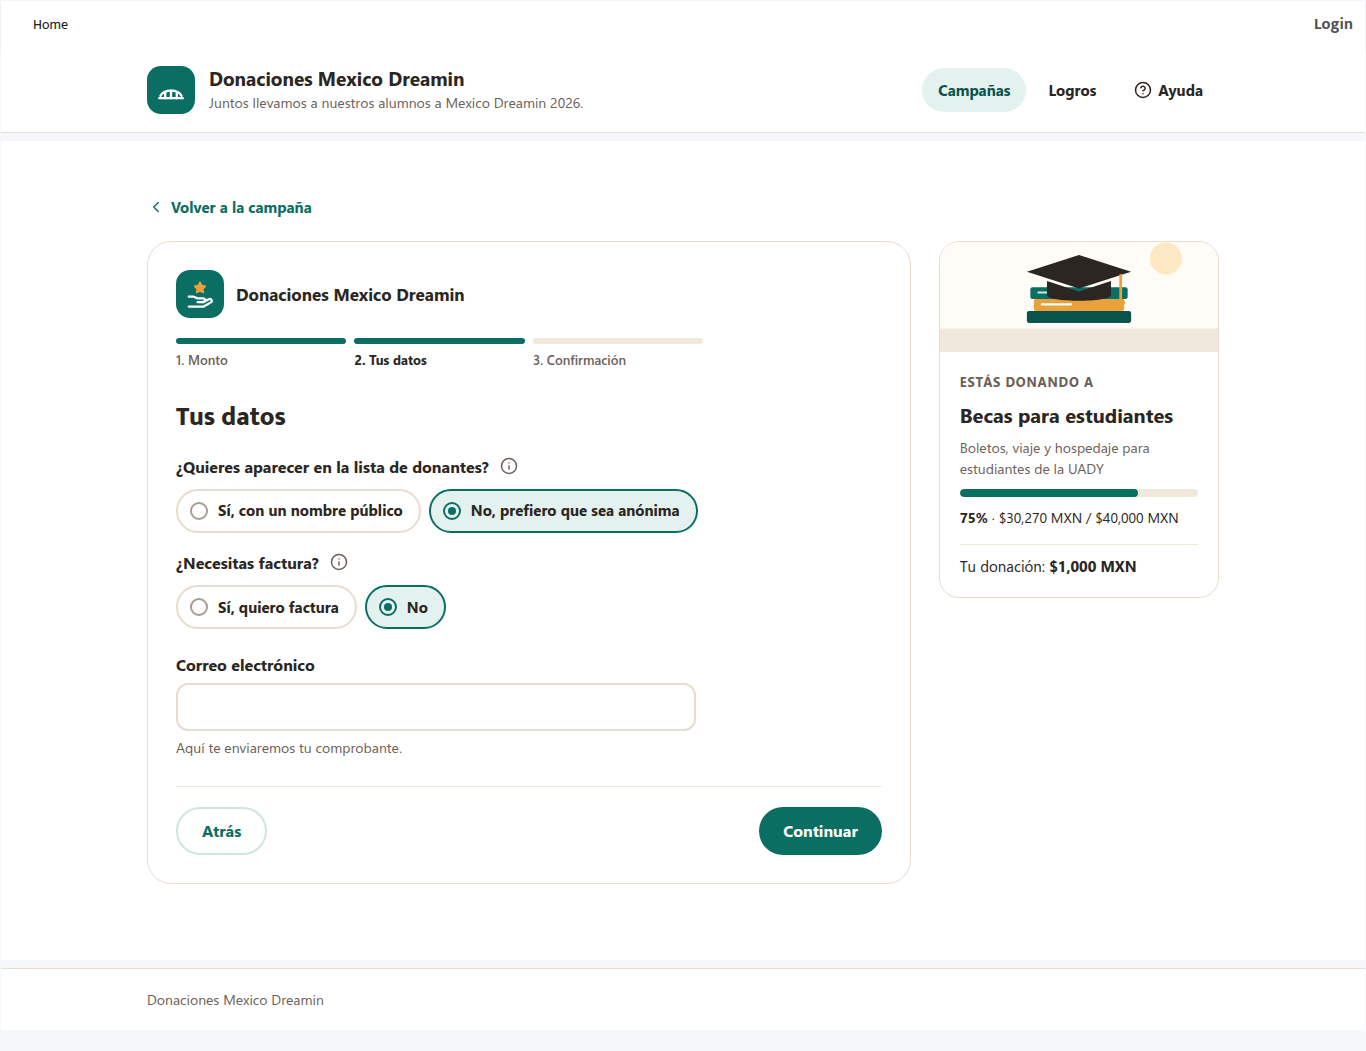 Home
Login
Donaciones Mexico Dreamin
Juntos llevamos a nuestros alumnos a Mexico Dreamin 2026.
Campañas
Logros
Ayuda
Volver a la campaña
Donaciones Mexico Dreamin
1. Monto
2. Tus datos
3. Confirmación
Tus datos
¿Quieres aparecer en la lista de donantes?
Sí, con un nombre público
No, prefiero que sea anónima
¿Necesitas factura?
Sí, quiero factura
No
Correo electrónico
Aquí te enviaremos tu comprobante.
Atrás
Continuar
ESTÁS DONANDO A
Becas para estudiantes
Boletos, viaje y hospedaje para
estudiantes de la UADY
75% · $30,270 MXN / $40,000 MXN
Tu donación: $1,000 MXN
Donaciones Mexico Dreamin